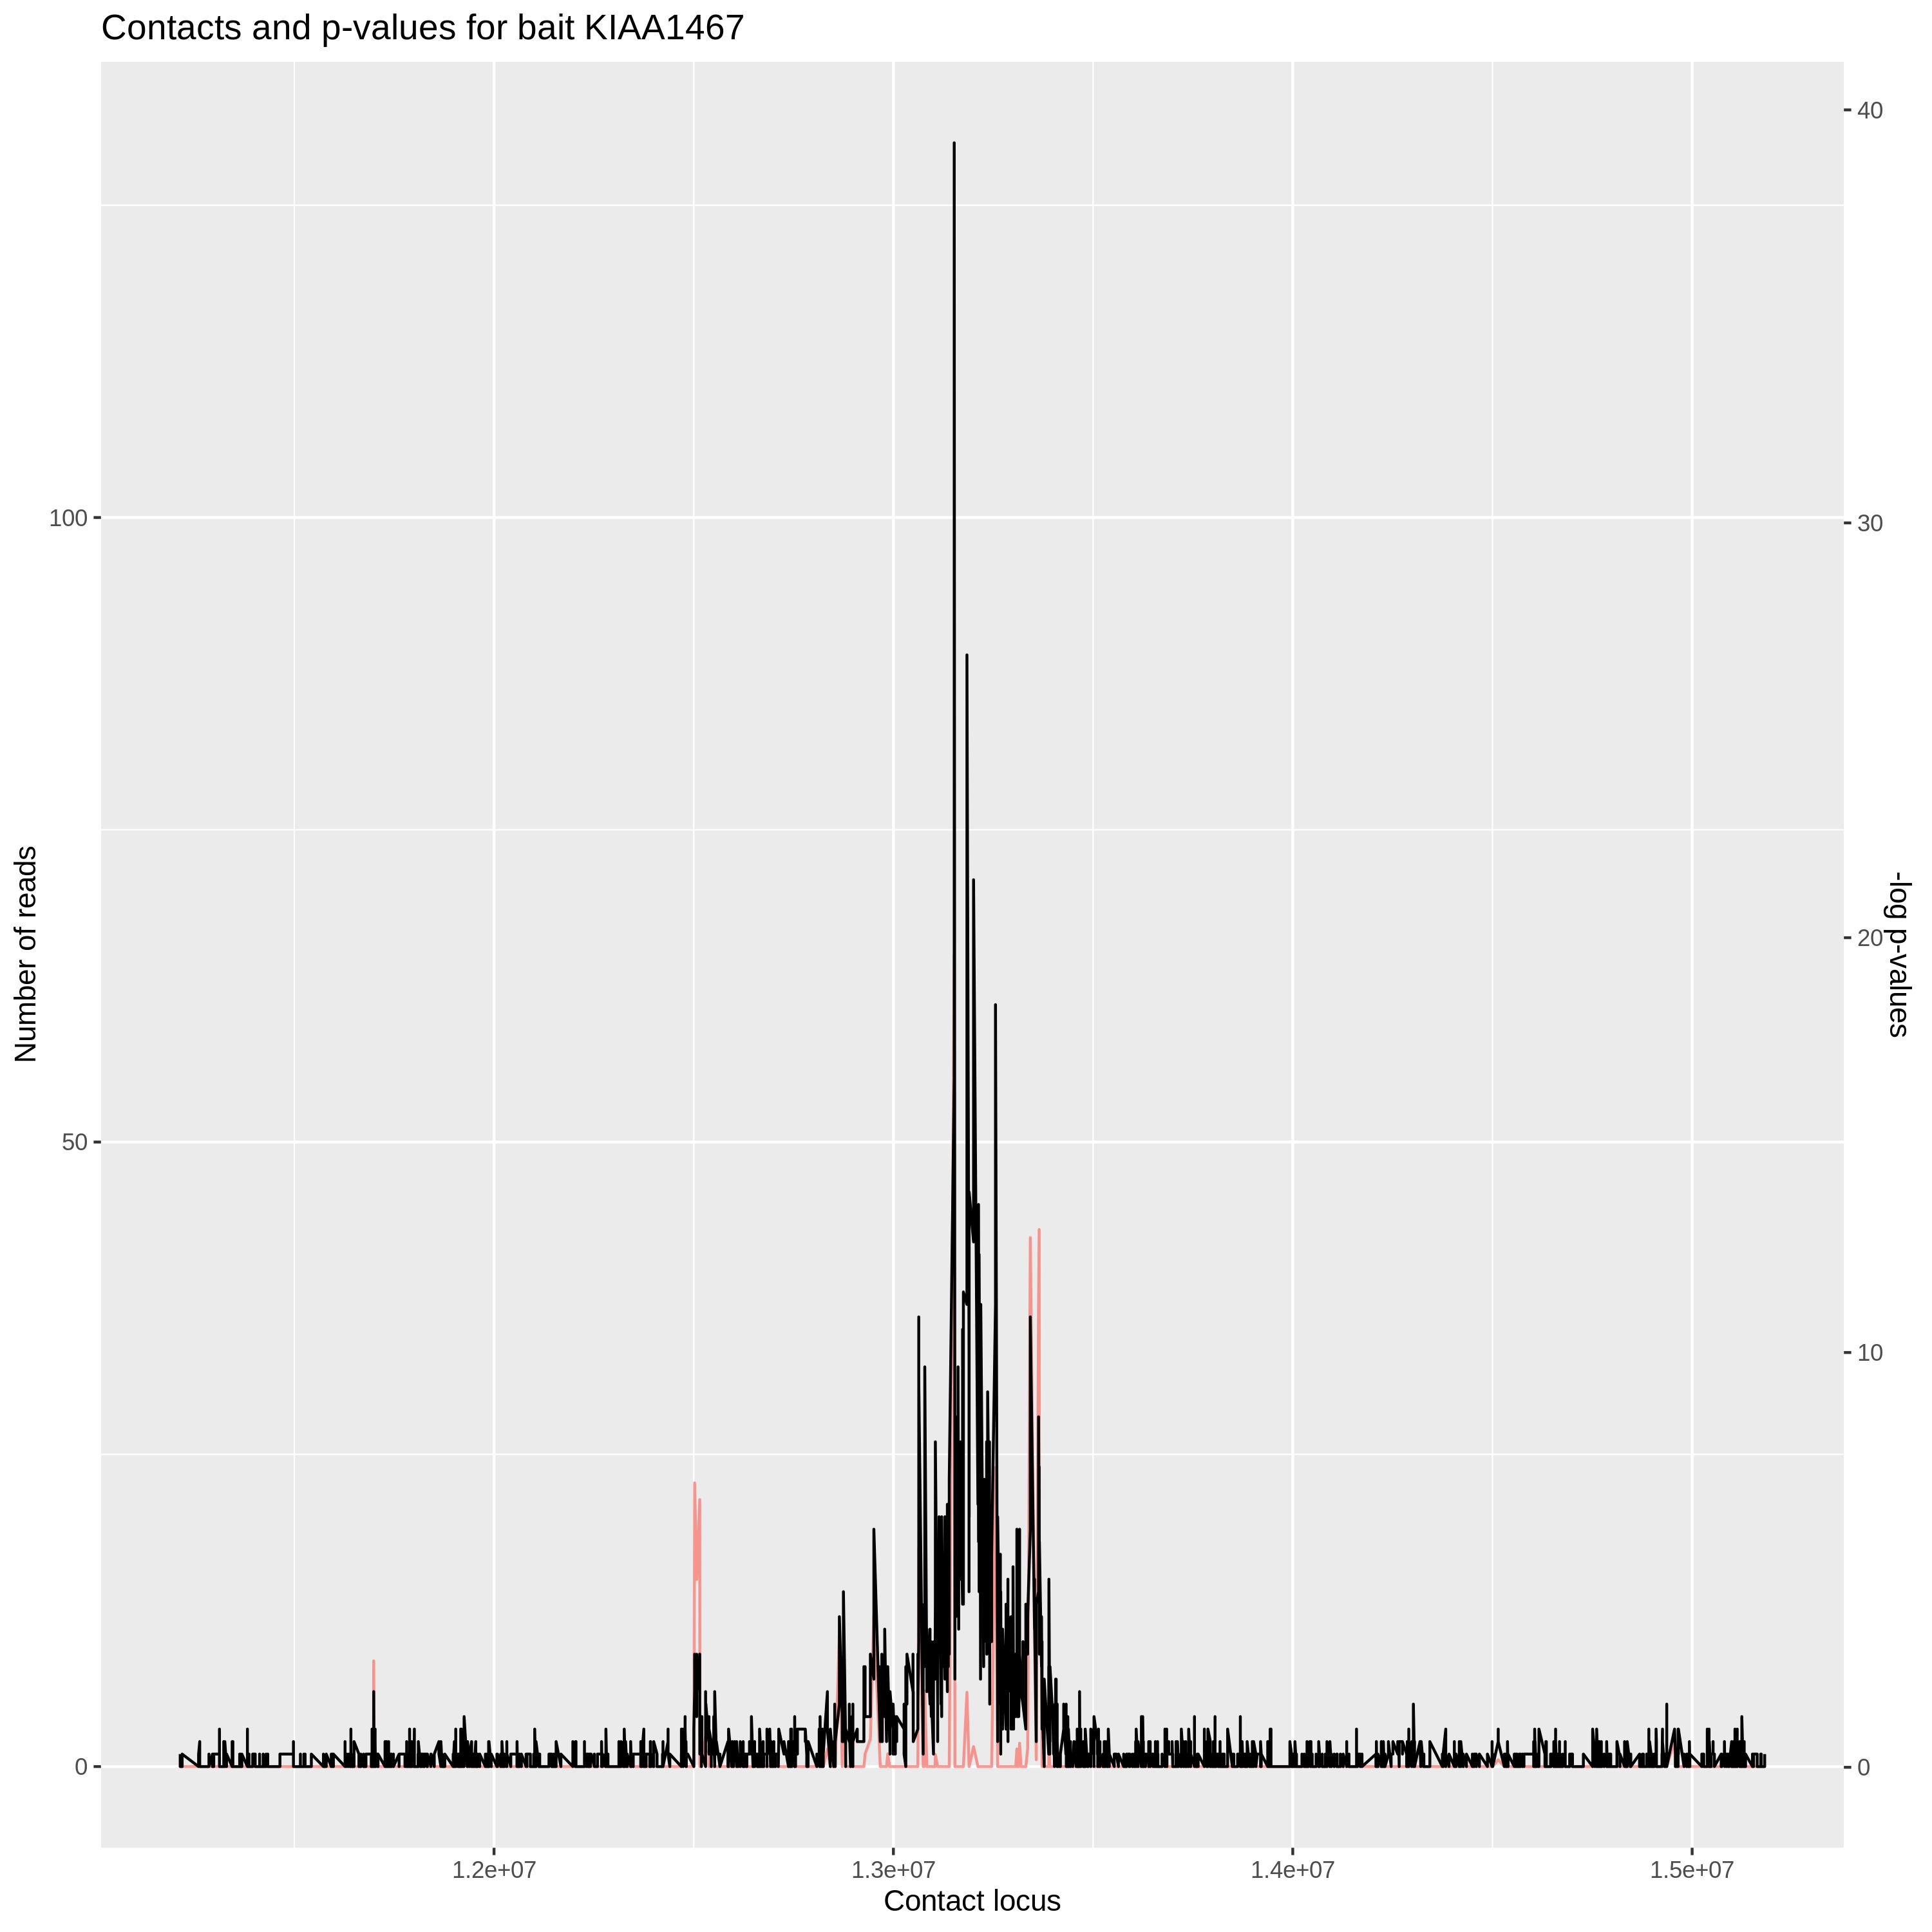 Contacts and p-values for bait KIAA1467
40
100
30
20
50
10
0
0
Number of reads
-log p-values
1.2e+07
1.3e+07
1.4e+07
1.5e+07
Contact locus